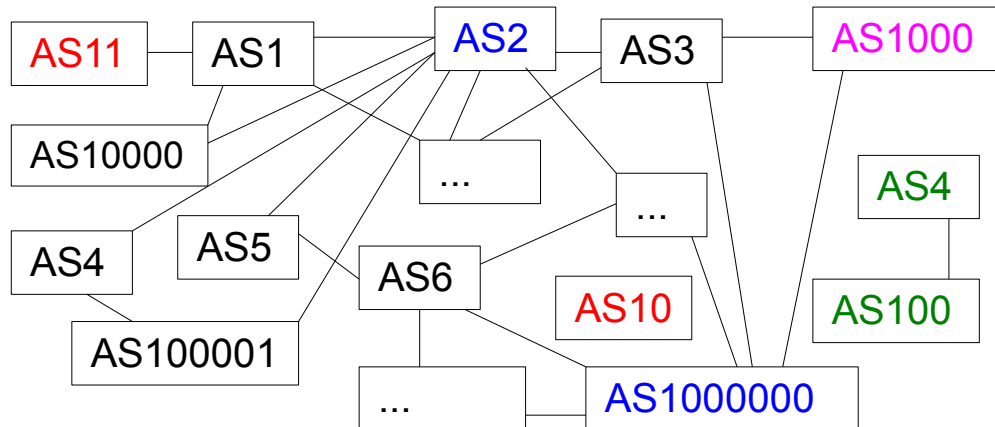 AS11
AS1
AS2
AS3
AS1000
AS10000
...
AS4
...
AS4
AS5
AS6
AS10
AS100
AS100001
...
AS1000000